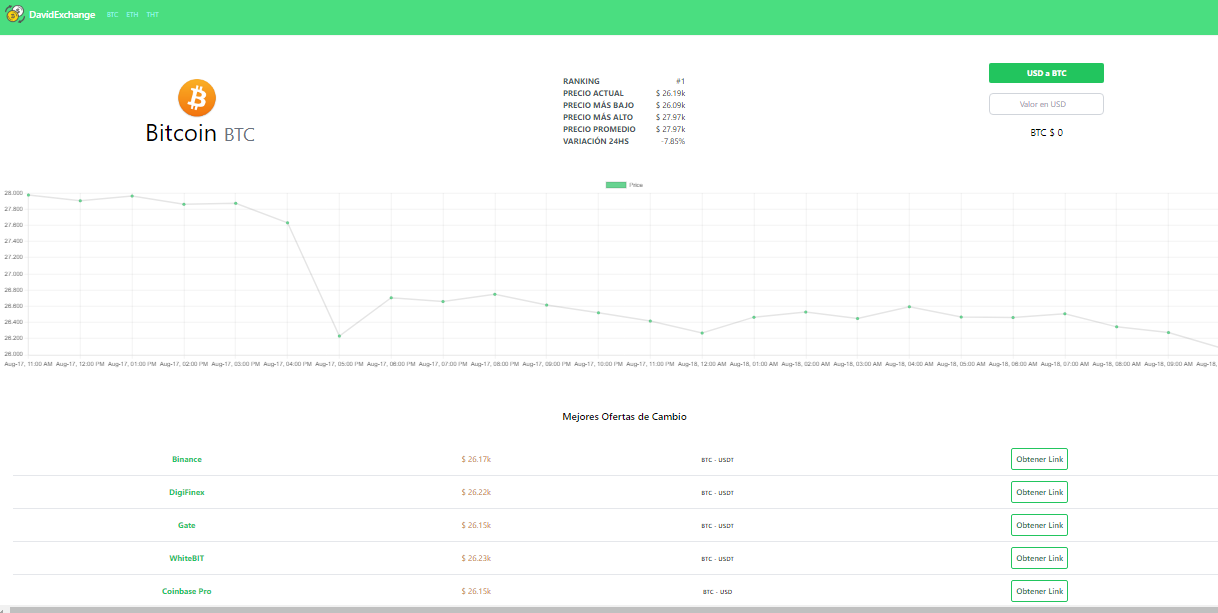 DavidExchange BTC ETH THT
Bitcoin BTC
RANKING #1
PRECIO ACTUAL $ 26.19k
PRECIO MÁS BAJO $ 26.09k
PRECIO MÁS ALTO $ 27.97k
PRECIO PROMEDIO $ 27.97k
VARIACIÓN 24HS -7.85%
USD a BTC
Valor en USD
BTC $ 0
Price
28.000
27.800
27.600
27.400
27.200
27.000
26.800
26.600
26.400
26.200
26.000
Aug-17, 11:00 AM Aug-17, 12:00 PM Aug-17, 01:00 PM Aug-17, 02:00 PM Aug-17, 03:00 PM Aug-17, 04:00 PM Aug-17, 05:00 PM Aug-17, 06:00 PM Aug-17, 07:00 PM Aug-17, 08:00 PM Aug-17, 09:00 PM Aug-17, 10:00 PM Aug-17, 11:00 PM Aug-18, 12:00 AM Aug-18, 01:00 AM Aug-18, 02:00 AM Aug-18, 03:00 AM Aug-18, 04:00 AM Aug-18, 05:00 AM Aug-18, 06:00 AM Aug-18, 07:00 AM Aug-18, 08:00 AM Aug-18, 09:00 AM Aug-18,
Mejores Ofertas de Cambio
Binance $ 26.17k BTC - USDT Obtener Link
DigiFinex $ 26.22k BTC - USDT Obtener Link
Gate $ 26.15k BTC - USDT Obtener Link
WhiteBIT $ 26.23k BTC - USDT Obtener Link
Coinbase Pro $ 26.15k BTC - USD Obtener Link